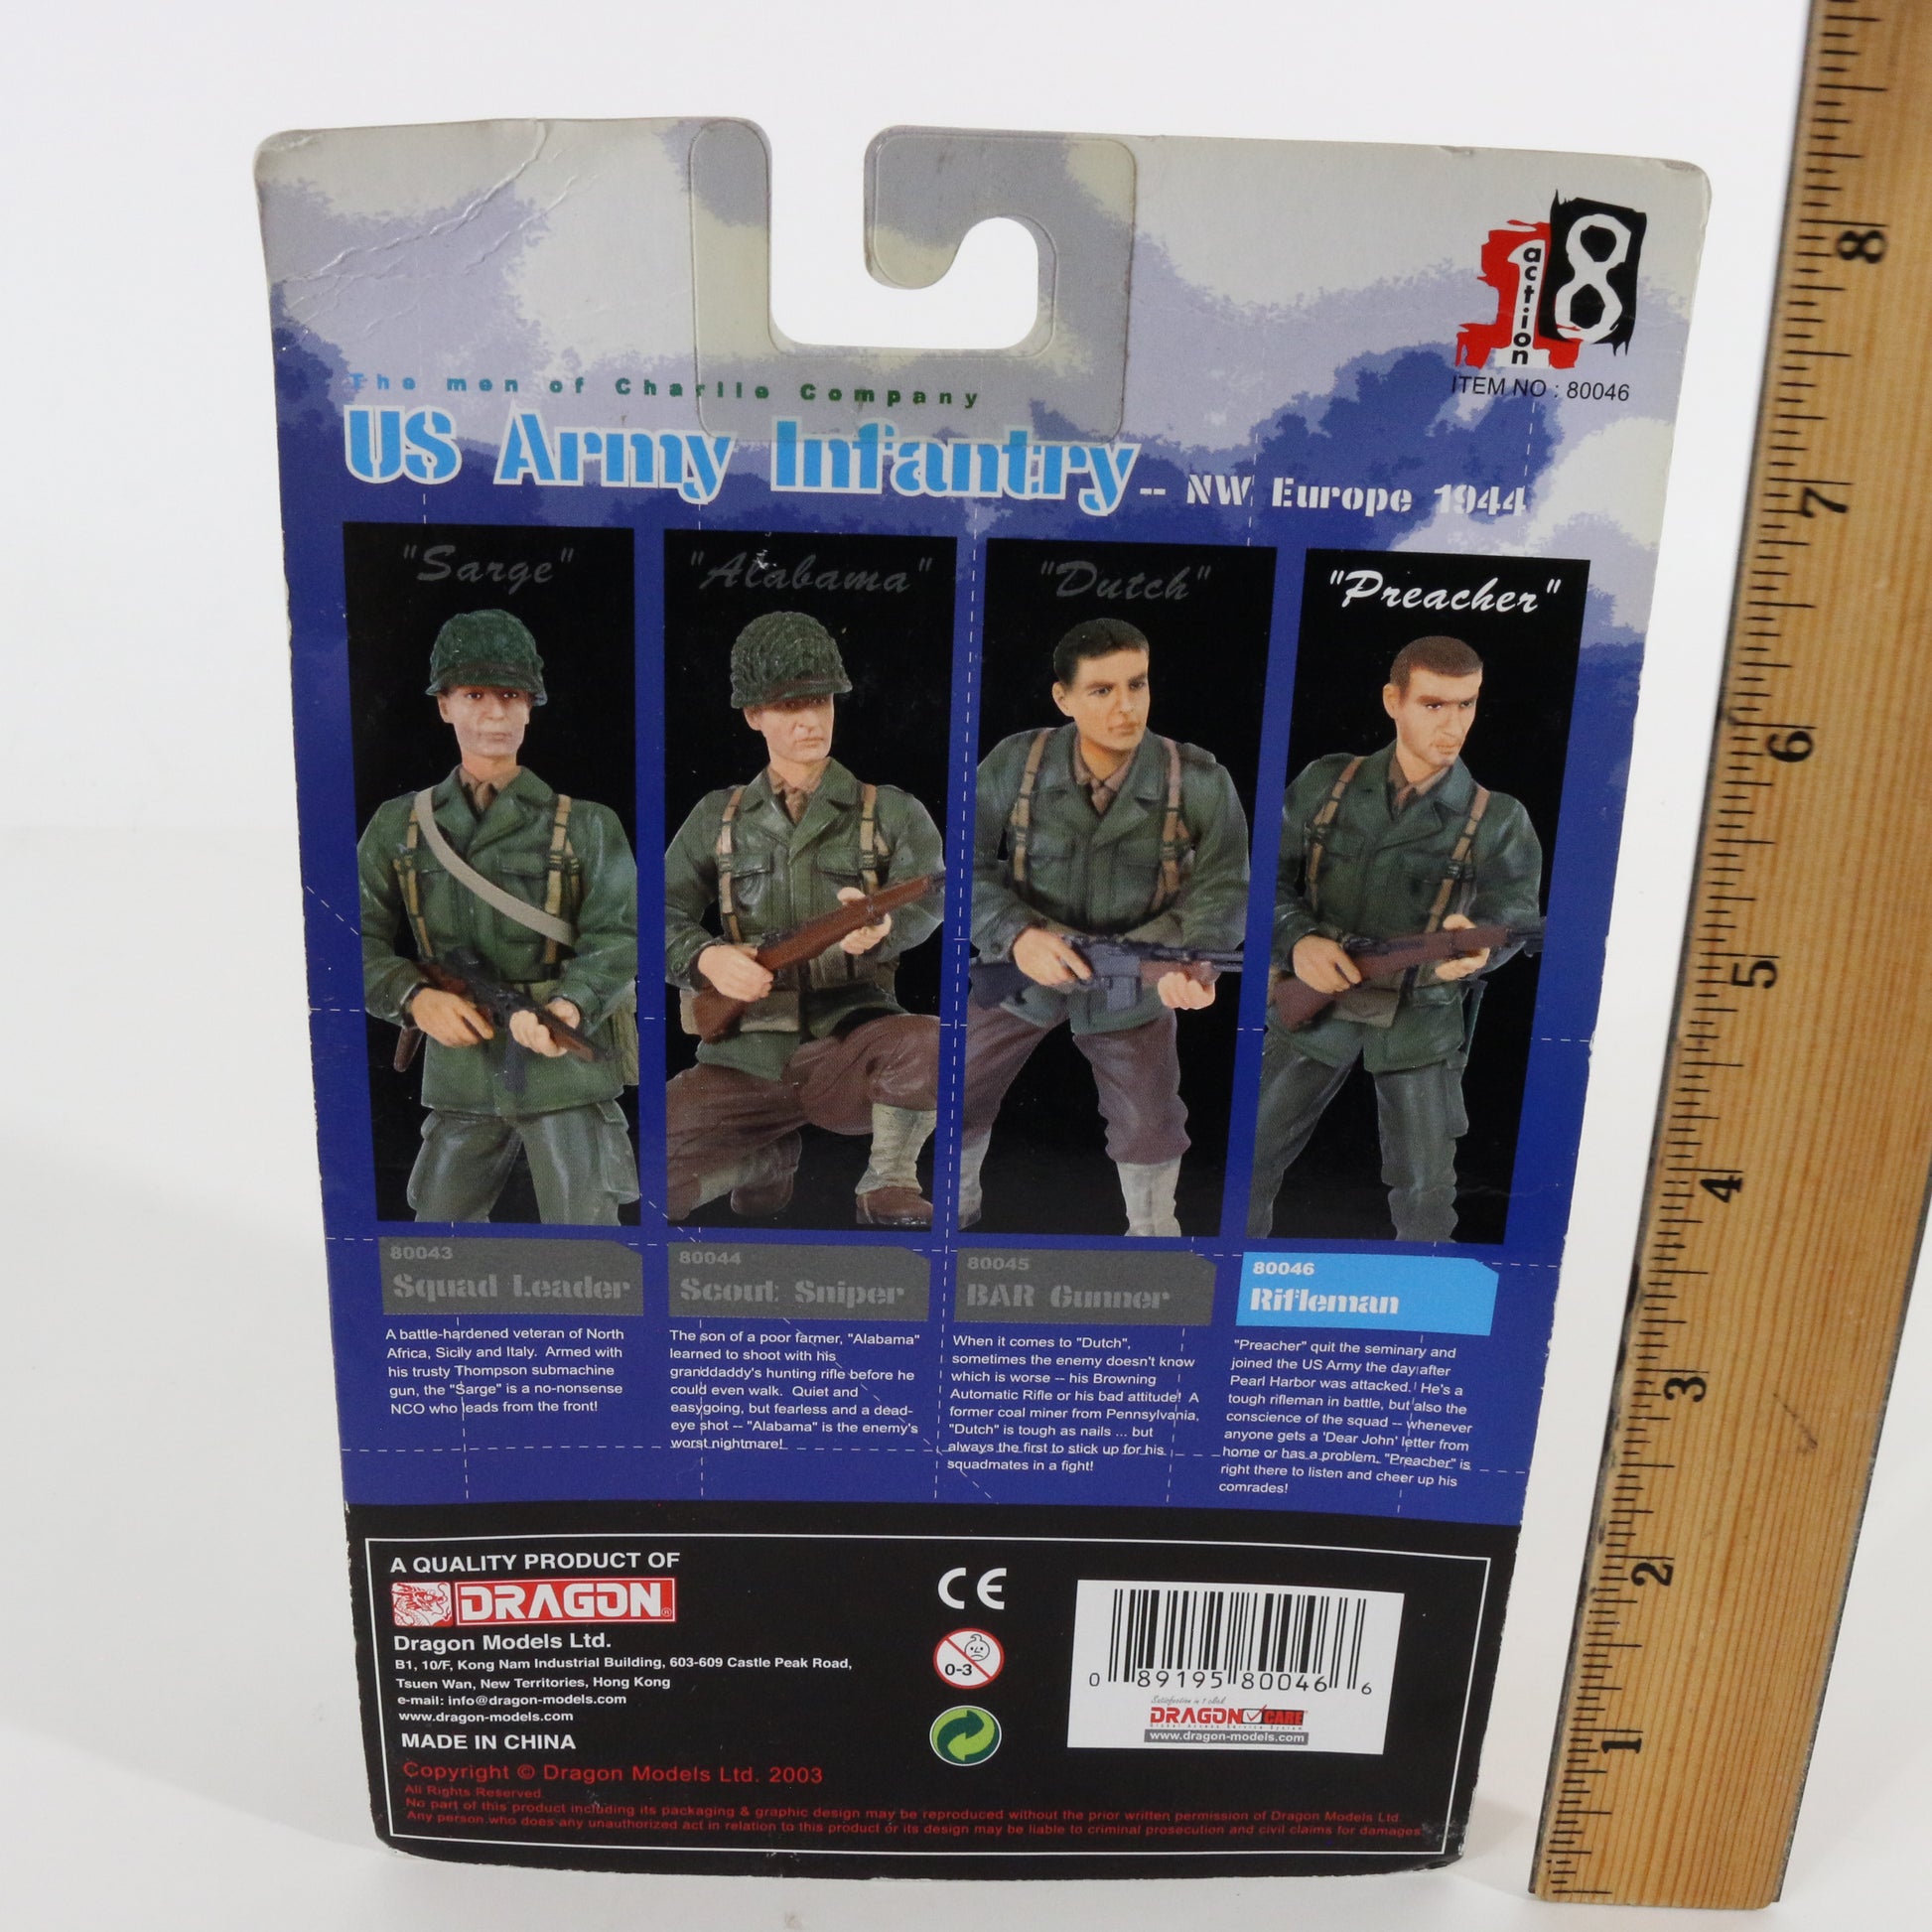 action
18
ITEM NO : 80046
The men of Charlie Company
US Army Infantry -- NW Europe 1944
"Sarge"
80043
Squad Leader
A battle-hardened veteran of North
Africa, Sicily and Italy. Armed with
his trusty Thompson submachine
gun, the "Sarge" is a no-nonsense
NCO who leads from the front!
"Alabama"
80044
Scout Sniper
The son of a poor farmer, "Alabama"
learned to shoot with his
granddaddy's hunting rifle before he
could even walk. Quiet and
easygoing, but fearless and a dead-
eye shot -- "Alabama" is the enemy's
worst nightmare!
"Dutch"
80045
BAR Gunner
When it comes to "Dutch",
sometimes the enemy doesn't know
which is worse -- his Browning
Automatic Rifle or his bad attitude! A
former coal miner from Pennsylvania,
"Dutch" is tough as nails ... but
always the first to stick up for his
squadmates in a fight!
"Preacher"
80046
Rifleman
"Preacher" quit the seminary and
joined the US Army the day after
Pearl Harbor was attacked. He's a
tough rifleman in battle, but also the
conscience of the squad -- whenever
anyone gets a 'Dear John' letter from
home or has a problem, "Preacher" is
right there to listen and cheer up his
comrades!
A QUALITY PRODUCT OF
DRAGON®
Dragon Models Ltd.
B1, 10/F, Kong Nam Industrial Building, 603-609 Castle Peak Road,
Tsuen Wan, New Territories, Hong Kong
e-mail: info@dragon-models.com
www.dragon-models.com
MADE IN CHINA
Copyright © Dragon Models Ltd. 2003
All Rights Reserved.
No part of this product including its packaging & graphic design may be reproduced without the prior written permission of Dragon Models Ltd.
Any person who does any unauthorized act in relation to this product or its design may be liable to criminal prosecution and civil claims for damages.
CE
0-3
0 89195 80046 6
DRAGON CARE
www.dragon-models.com
8
7
6
5
4
3
2
1